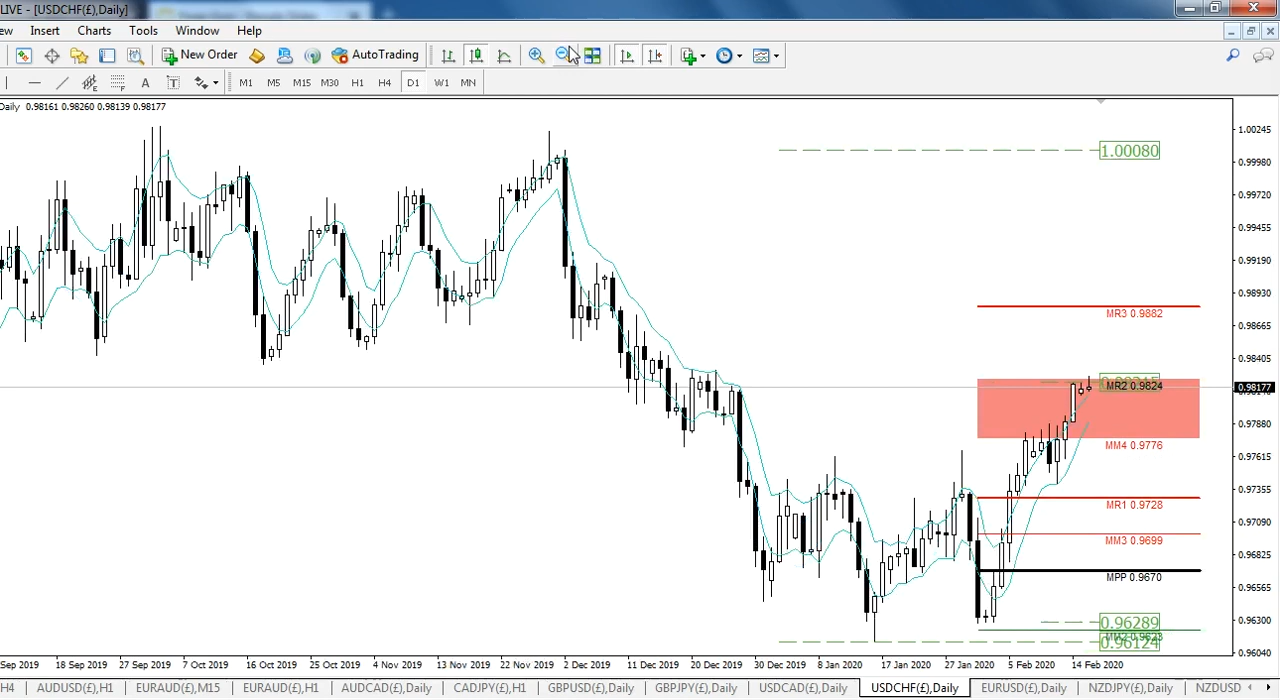 LIVE - [USDCHF(£),Daily]
ew Insert Charts Tools Window Help
New Order AutoTrading
A T M1 M5 M15 M30 H1 H4 D1 W1 MN
Daily 0.98161 0.98260 0.98139 0.98177
1.00245
1.00080
0.99980
0.99720
0.99455
0.99190
0.98930
MR3 0.9882
0.98665
0.98405
MR2 0.9824
0.98177
0.97880
MM4 0.9776
0.97615
0.97355
MR1 0.9728
0.97090
MM3 0.9699
0.96825
MPP 0.9670
0.96565
0.96289
0.96300
MM2 0.9623
0.96124
0.96040
Sep 2019 18 Sep 2019 27 Sep 2019 7 Oct 2019 16 Oct 2019 25 Oct 2019 4 Nov 2019 13 Nov 2019 22 Nov 2019 2 Dec 2019 11 Dec 2019 20 Dec 2019 30 Dec 2019 8 Jan 2020 17 Jan 2020 27 Jan 2020 5 Feb 2020 14 Feb 2020
H4 AUDUSD(£),H1 EURAUD(£),M15 EURAUD(£),H1 AUDCAD(£),Daily CADJPY(£),H1 GBPUSD(£),Daily GBPJPY(£),Daily USDCAD(£),Daily USDCHF(£),Daily EURUSD(£),Daily NZDJPY(£),Daily NZDUSD